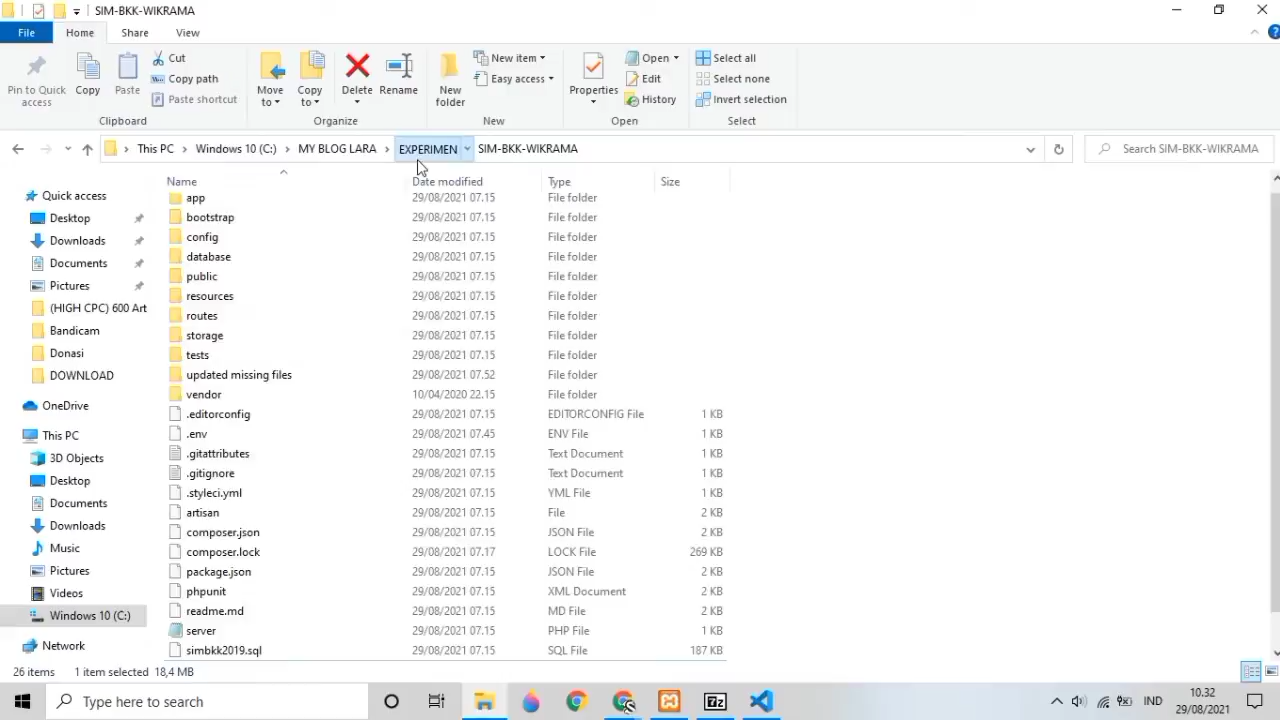 SIM-BKK-WIKRAMA
File Home Share View
Pin to Quick access
Copy
Paste
Cut
Copy path
Paste shortcut
Clipboard
Move to
Copy to
Delete
Rename
Organize
New folder
New item
Easy access
New
Properties
Open
Edit
History
Open
Select all
Select none
Invert selection
Select
This PC Windows 10 (C:) MY BLOG LARA EXPERIMEN SIM-BKK-WIKRAMA
Search SIM-BKK-WIKRAMA
Quick access
Desktop
Downloads
Documents
Pictures
(HIGH CPC) 600 Art
Bandicam
Donasi
DOWNLOAD
OneDrive
This PC
3D Objects
Desktop
Documents
Downloads
Music
Pictures
Videos
Windows 10 (C:)
Network
Name Date modified Type Size
app 29/08/2021 07.15 File folder
bootstrap 29/08/2021 07.15 File folder
config 29/08/2021 07.15 File folder
database 29/08/2021 07.15 File folder
public 29/08/2021 07.15 File folder
resources 29/08/2021 07.15 File folder
routes 29/08/2021 07.15 File folder
storage 29/08/2021 07.15 File folder
tests 29/08/2021 07.15 File folder
updated missing files 29/08/2021 07.52 File folder
vendor 10/04/2020 22.15 File folder
.editorconfig 29/08/2021 07.15 EDITORCONFIG File 1 KB
.env 29/08/2021 07.45 ENV File 1 KB
.gitattributes 29/08/2021 07.15 Text Document 1 KB
.gitignore 29/08/2021 07.15 Text Document 1 KB
.styleci.yml 29/08/2021 07.15 YML File 1 KB
artisan 29/08/2021 07.15 File 2 KB
composer.json 29/08/2021 07.15 JSON File 2 KB
composer.lock 29/08/2021 07.17 LOCK File 269 KB
package.json 29/08/2021 07.15 JSON File 2 KB
phpunit 29/08/2021 07.15 XML Document 2 KB
readme.md 29/08/2021 07.15 MD File 2 KB
server 29/08/2021 07.15 PHP File 1 KB
simbkk2019.sql 29/08/2021 07.15 SQL File 187 KB
26 items 1 item selected 18,4 MB
Type here to search
IND
10.32
29/08/2021